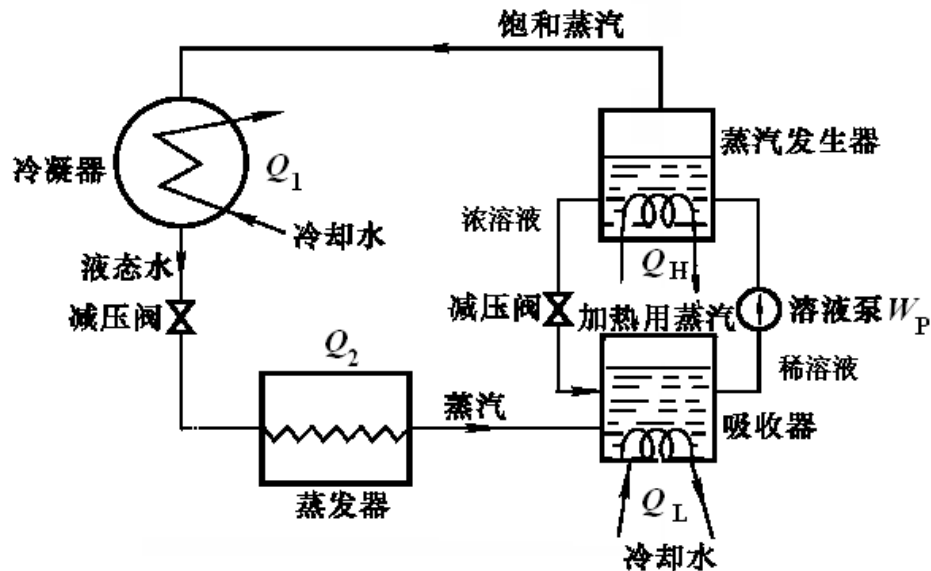 饱和蒸汽
蒸汽发生器
冷凝器
Q1
冷却水
浓溶液
QH
液态水
减压阀
减压阀
加热用蒸汽
溶液泵WP
Q2
稀溶液
蒸汽
吸收器
蒸发器
QL
冷却水